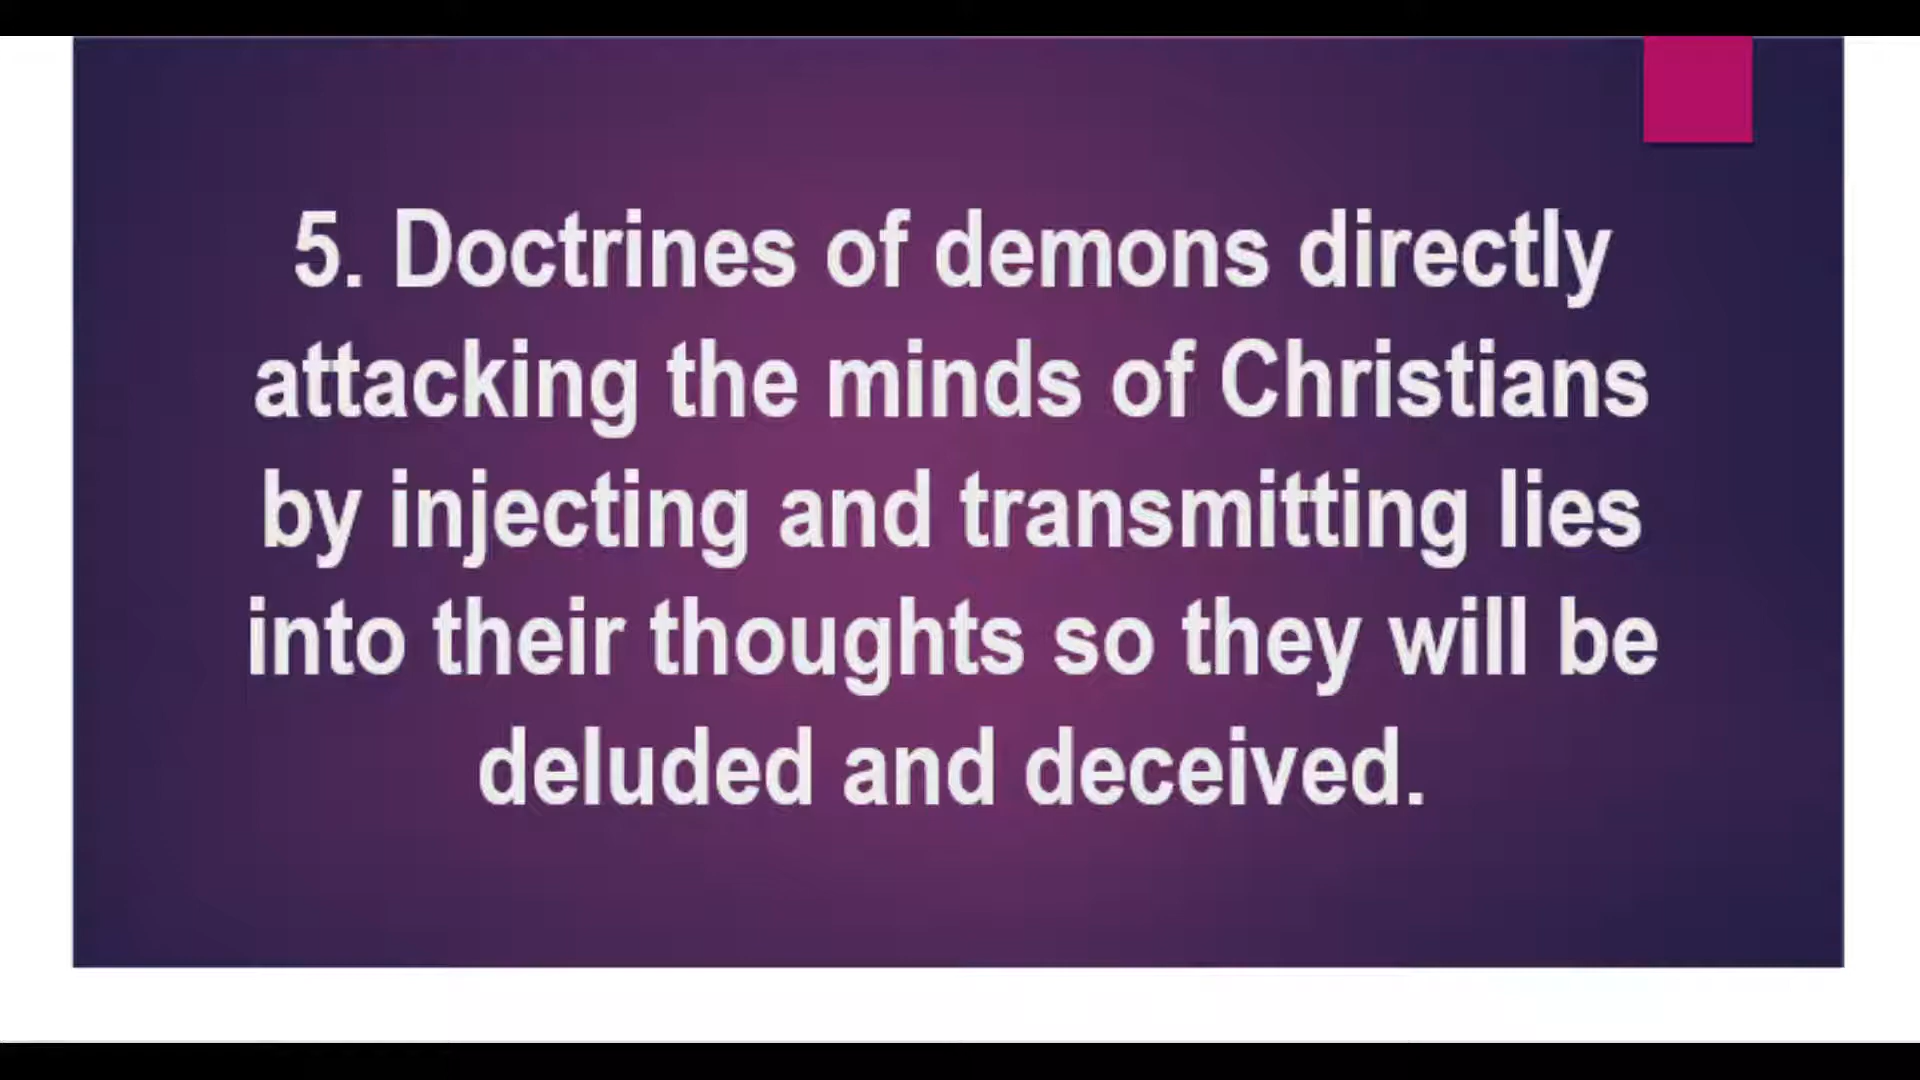 5. Doctrines of demons directly
attacking the minds of Christians
by injecting and transmitting lies
into their thoughts so they will be
deluded and deceived.